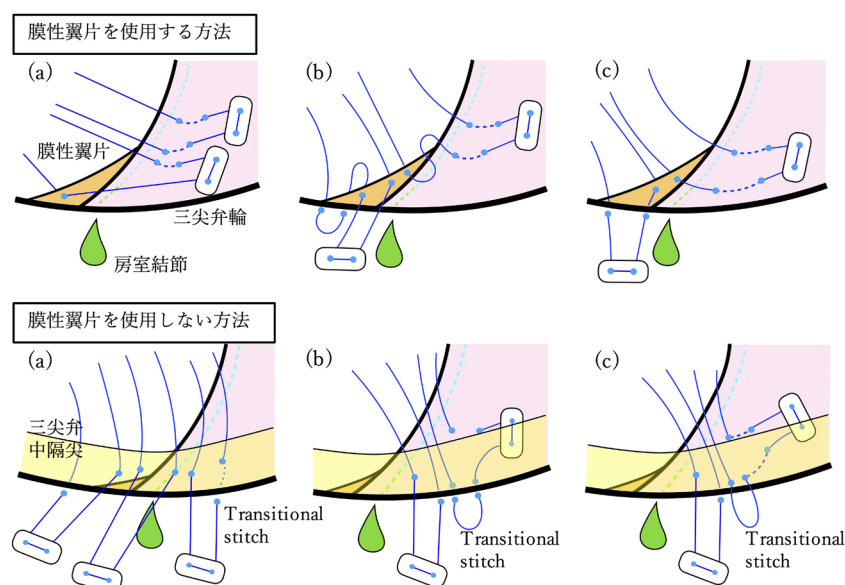 膜性翼片を使用する方法
(a)
(b)
(c)
膜性翼片
三尖弁輪
房室結節
膜性翼片を使用しない方法
(a)
(b)
(c)
三尖弁
中隔尖
Transitional
stitch
Transitional
stitch
Transitional
stitch